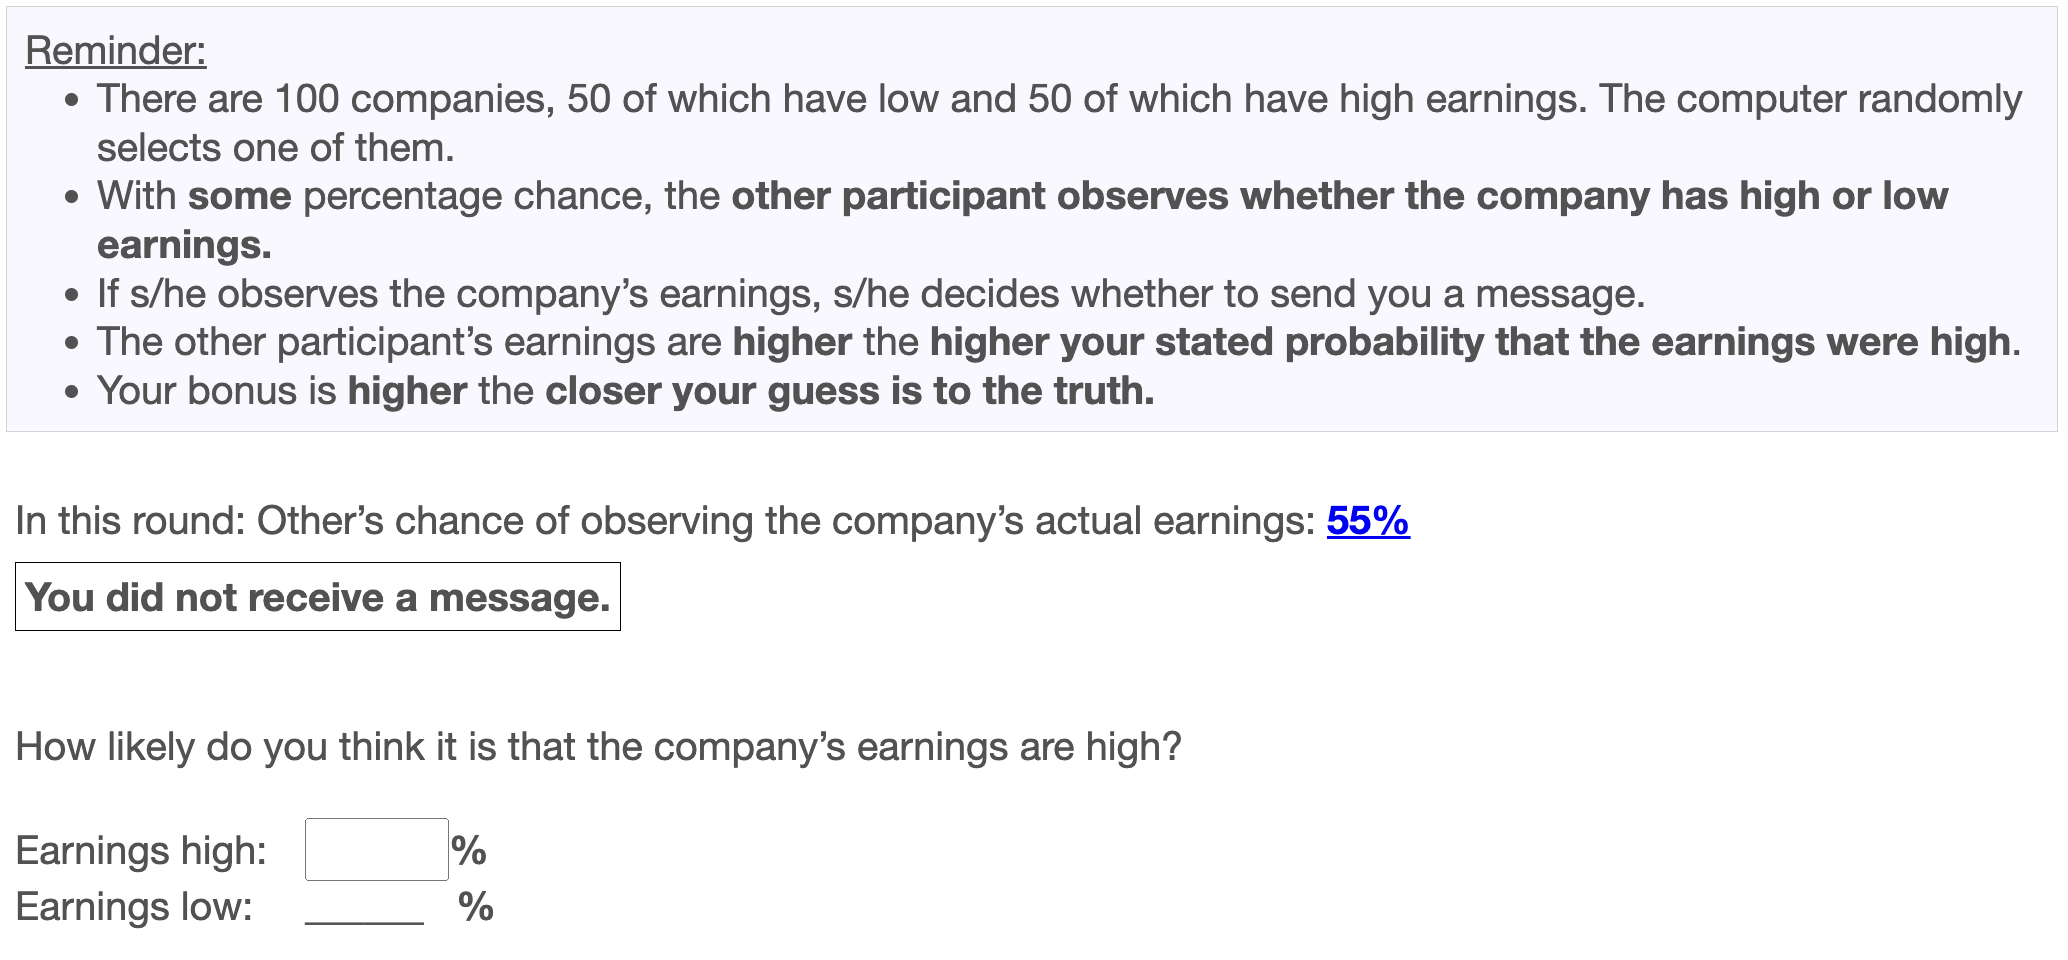 Reminder:
• There are 100 companies, 50 of which have low and 50 of which have high earnings. The computer randomly
selects one of them.
• With some percentage chance, the other participant observes whether the company has high or low
earnings.
• If s/he observes the company’s earnings, s/he decides whether to send you a message.
• The other participant’s earnings are higher the higher your stated probability that the earnings were high.
• Your bonus is higher the closer your guess is to the truth.
In this round: Other’s chance of observing the company’s actual earnings: 55%
You did not receive a message.
How likely do you think it is that the company’s earnings are high?
Earnings high: %
Earnings low: ______ %